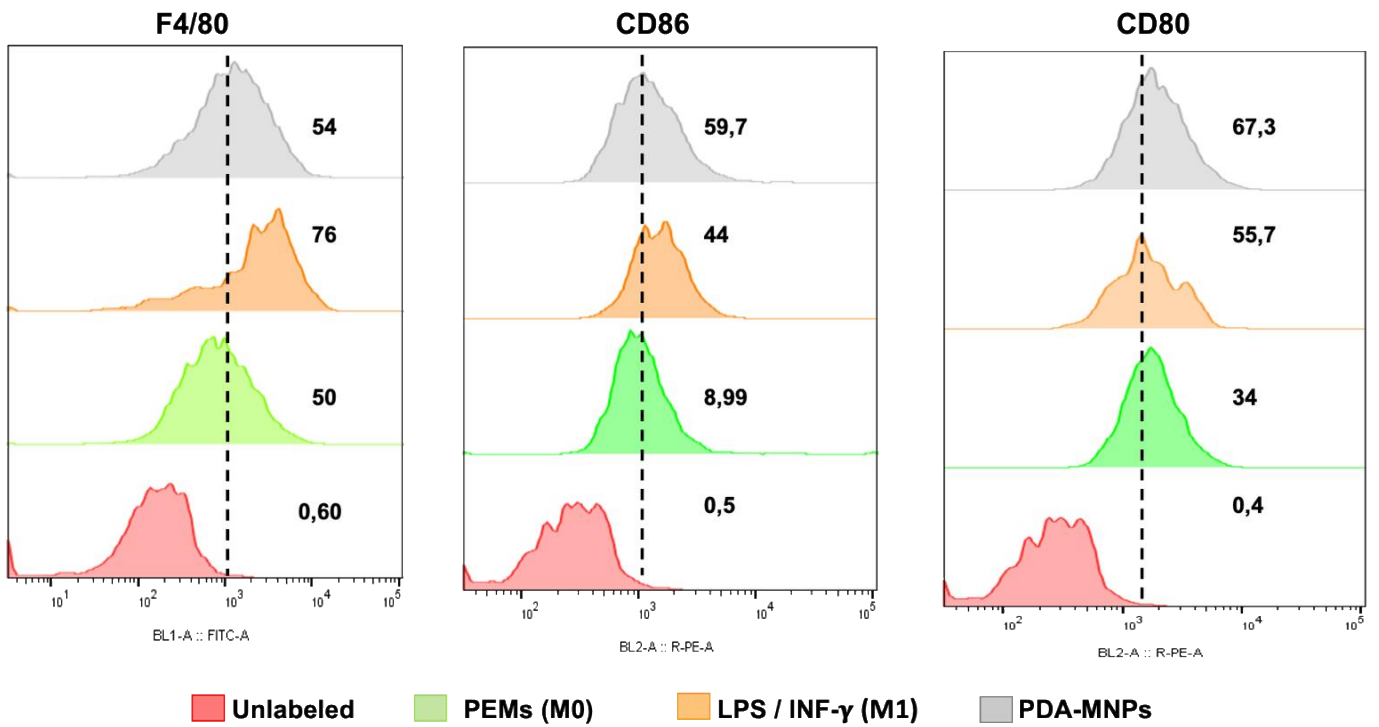 F4/80
CD86
CD80
54
59,7
67,3
76
44
55,7
50
8,99
34
0,60
0,5
0,4
10¹ 10² 10³ 10⁴ 10⁵
10² 10³ 10⁴ 10⁵
10² 10³ 10⁴ 10⁵
BL1-A :: FITC-A
BL2-A :: R-PE-A
BL2-A :: R-PE-A
Unlabeled PEMs (M0) LPS / INF-γ (M1) PDA-MNPs